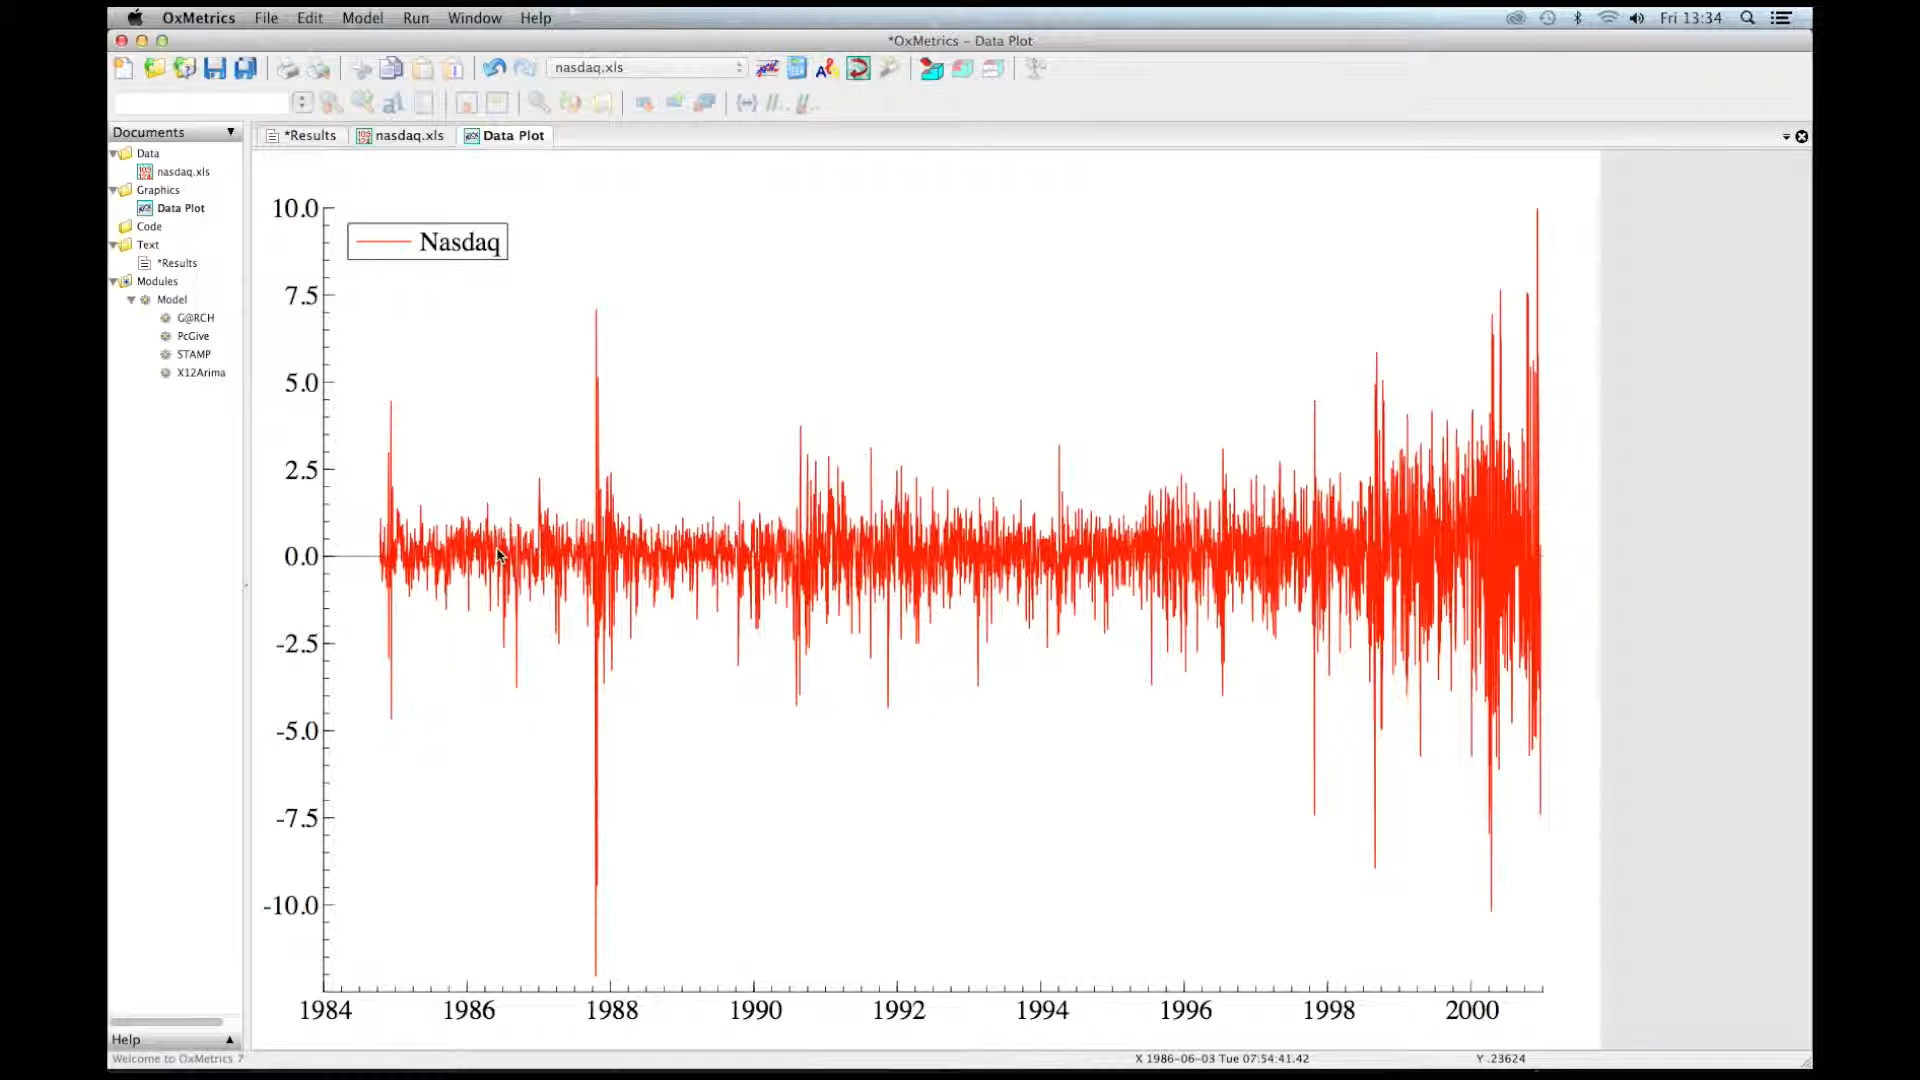 OxMetrics File Edit Model Run Window Help Fri 13:34
*OxMetrics - Data Plot
nasdaq.xls
Documents
*Results nasdaq.xls Data Plot
Data
nasdaq.xls
Graphics
Data Plot
Code
Text
*Results
Modules
Model
G@RCH
PcGive
STAMP
X12Arima
Nasdaq
10.0
7.5
5.0
2.5
0.0
-2.5
-5.0
-7.5
-10.0
1984 1986 1988 1990 1992 1994 1996 1998 2000
Help
Welcome to OxMetrics 7 X 1986-06-03 Tue 07:54:41.42 Y .23624